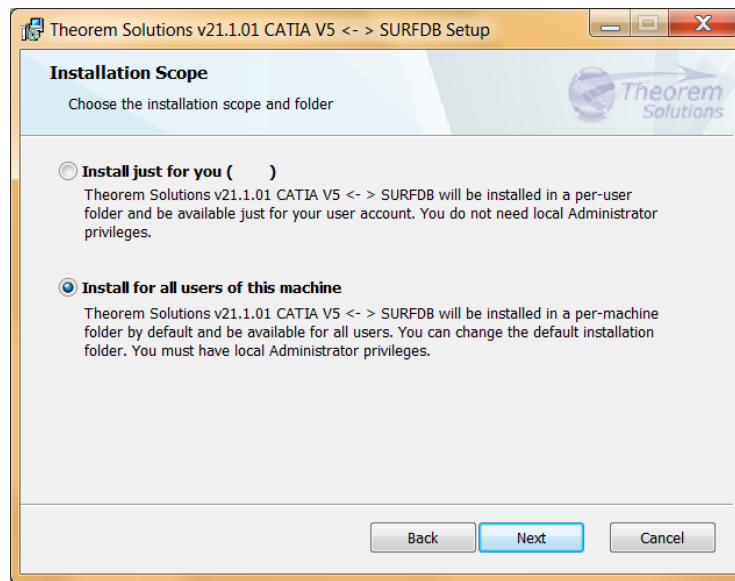 Theorem Solutions v21.1.01 CATIA V5 <- > SURFDB Setup
Installation Scope
Choose the installation scope and folder
Theorem
Solutions
Install just for you (      )
Theorem Solutions v21.1.01 CATIA V5 <- > SURFDB will be installed in a per-user
folder and be available just for your user account. You do not need local Administrator
privileges.
Install for all users of this machine
Theorem Solutions v21.1.01 CATIA V5 <- > SURFDB will be installed in a per-machine
folder by default and be available for all users. You can change the default installation
folder. You must have local Administrator privileges.
Back
Next
Cancel